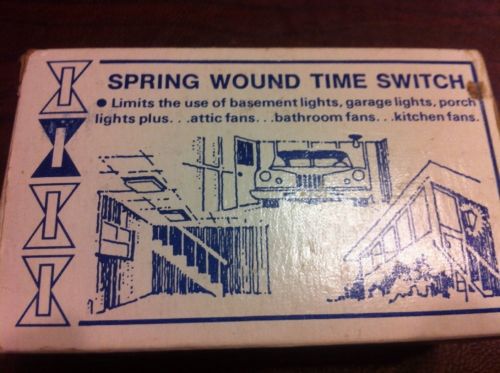 SPRING WOUND TIME SWITCH
● Limits the use of basement lights, garage lights, porch
lights plus. . .attic fans. . .bathroom fans. . .kitchen fans.